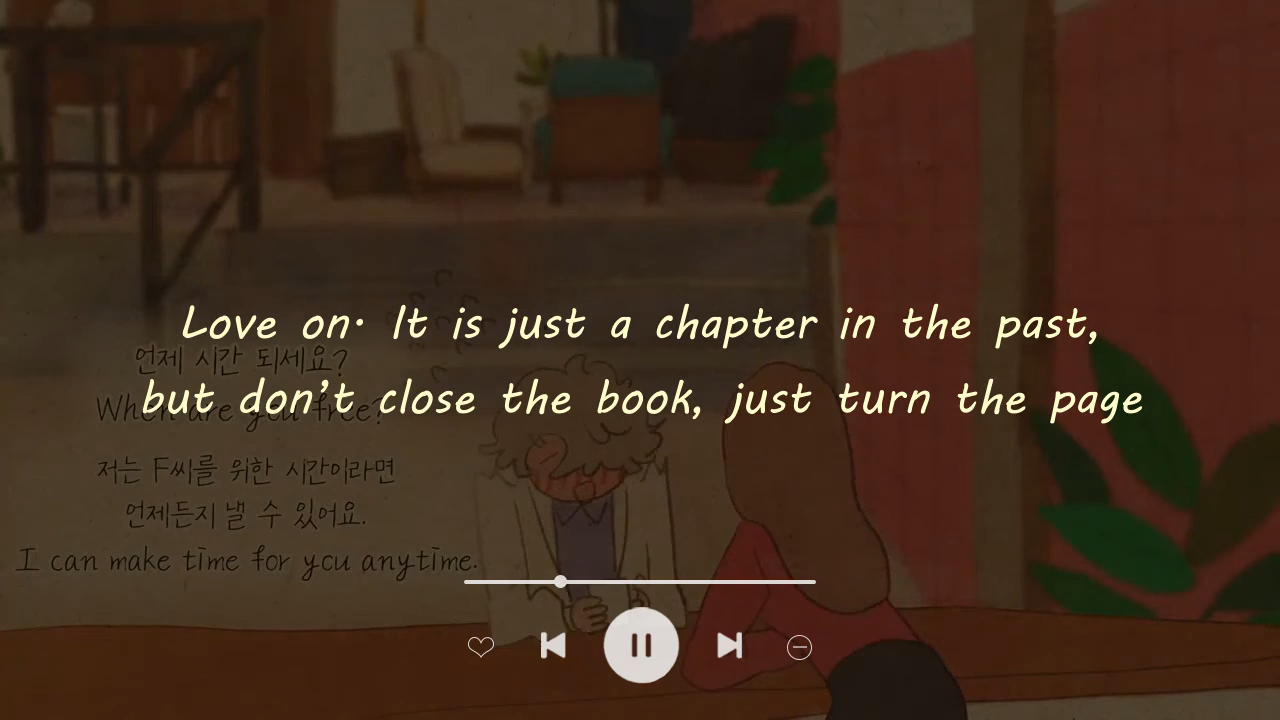 Love on· It is just a chapter in the past,
but don't close the book, just turn the page
언제 시간 되세요?
When are you free?
저는 F씨를 위한 시간이라면
언제든지 낼 수 있어요.
I can make time for you anytime.